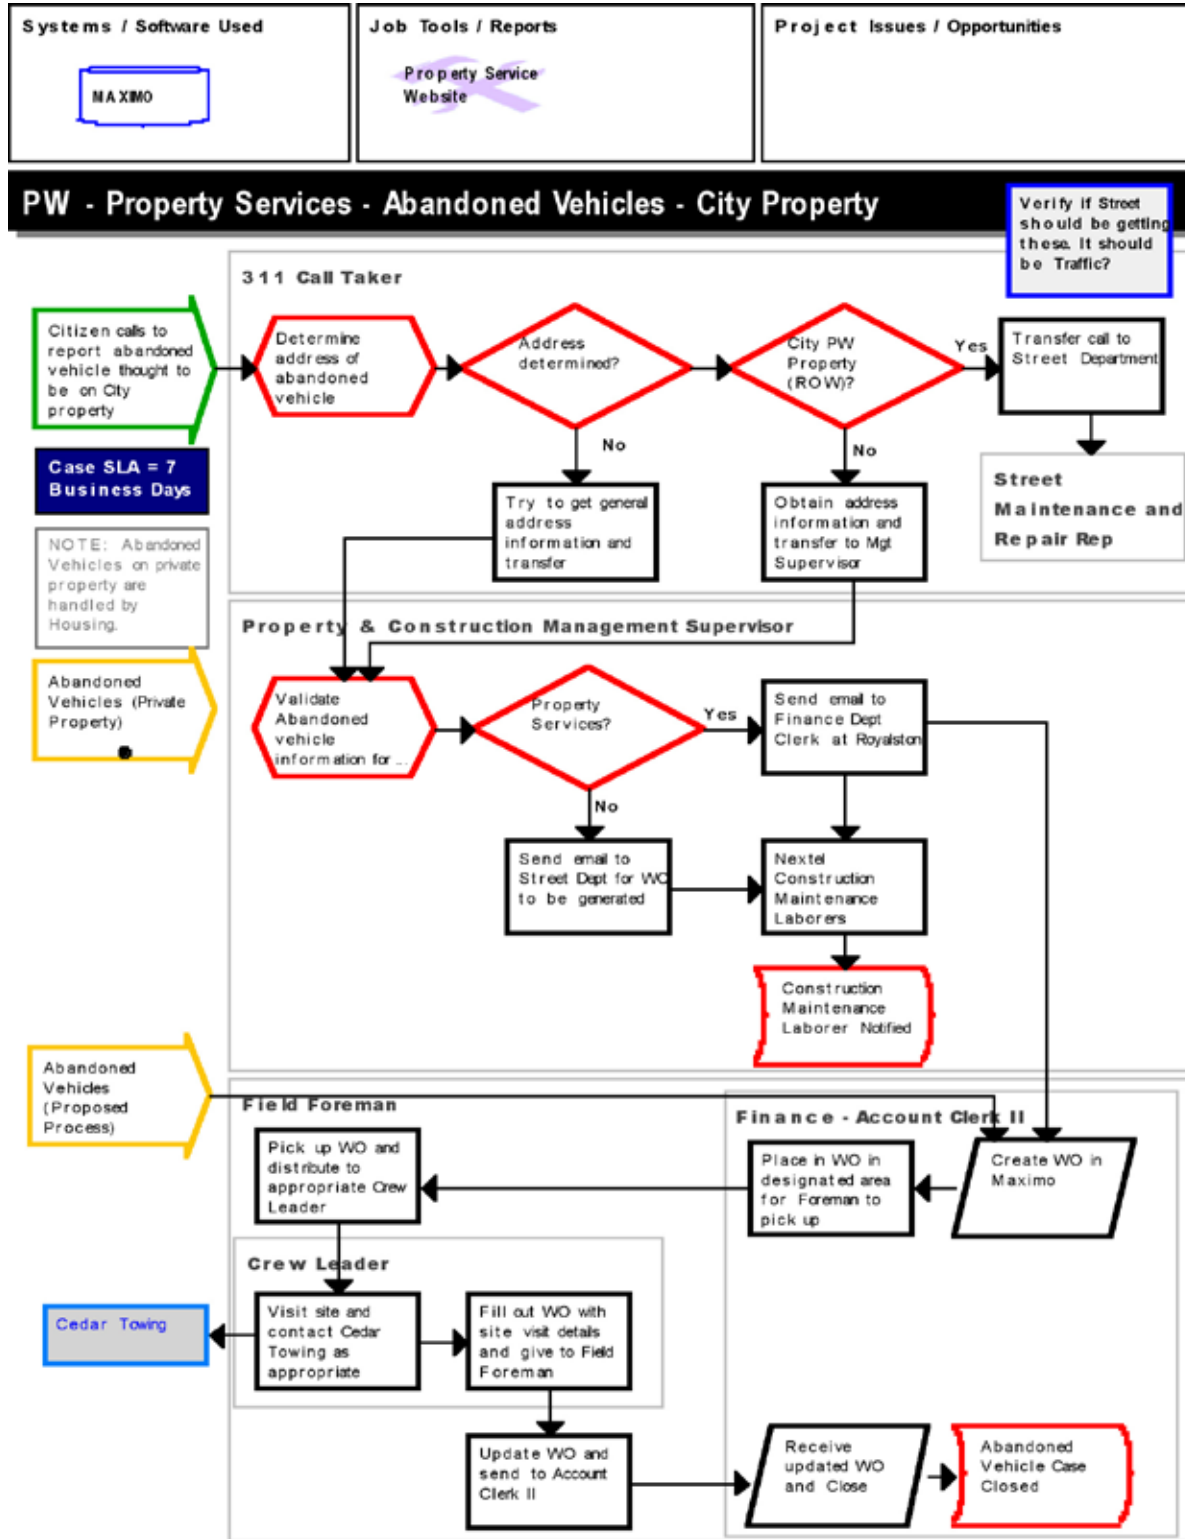 Systems / Software Used
Job Tools / Reports
Project Issues / Opportunities
MAXIMO
Property Service
Website
PW - Property Services - Abandoned Vehicles - City Property
Verify if Street
should be getting
these. It should
be Traffic?
311 Call Taker
Citizen calls to
report abandoned
vehicle thought to
be on City
property
Determine
address of
abandoned
vehicle
Address
determined?
City PW
Property
(ROW)?
Yes
Transfer call to
Street Department
No
No
Case SLA = 7
Business Days
Try to get general
address
information and
transfer
Obtain address
information and
transfer to Mgt
Supervisor
Street
Maintenance and
Repair Rep
NOTE: Abandoned
Vehicles on private
property are
handled by
Housing.
Property & Construction Management Supervisor
Abandoned
Vehicles (Private
Property)
Validate
Abandoned
vehicle
information for ...
Property
Services?
Yes
Send email to
Finance Dept
Clerk at Royalston
No
Send email to
Street Dept for WO
to be generated
Nextel
Construction
Maintenance
Laborers
Construction
Maintenance
Laborer Notified
Abandoned
Vehicles
(Proposed
Process)
Field Foreman
Finance - Account Clerk II
Pick up WO and
distribute to
appropriate Crew
Leader
Place in WO in
designated area
for Foreman to
pick up
Create WO in
Maximo
Crew Leader
Cedar Towing
Visit site and
contact Cedar
Towing as
appropriate
Fill out WO with
site visit details
and give to Field
Foreman
Update WO and
send to Account
Clerk II
Receive
updated WO
and Close
Abandoned
Vehicle Case
Closed